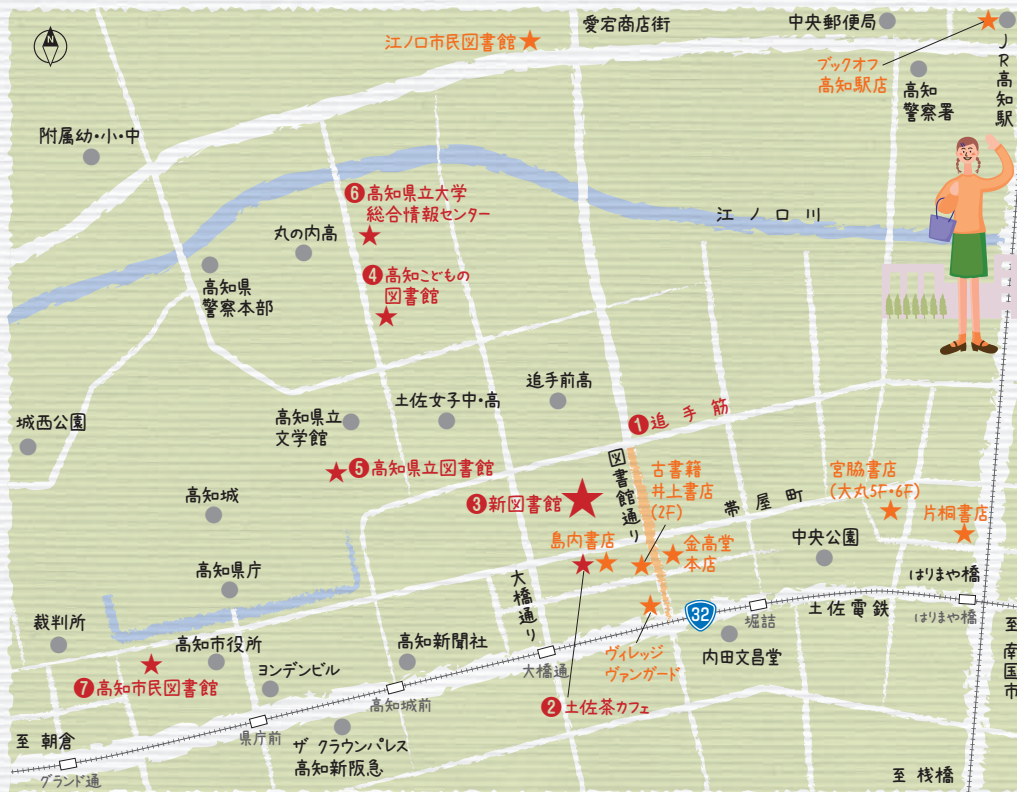 N
愛宕商店街
中央郵便局
江ノ口市民図書館
ブックオフ
高知駅店
JR高知駅
高知
警察署
附属幼・小・中
❻高知県立大学
総合情報センター
江ノ口川
丸の内高
❹高知こどもの
図書館
高知県
警察本部
追手前高
土佐女子中・高
❶追手筋
城西公園
高知県立
文学館
❺高知県立図書館
図書館通り
古書籍
井上書店
(2F)
宮脇書店
(大丸5F・6F)
高知城
❸新図書館
帯屋町
片桐書店
島内書店
金高堂
本店
中央公園
高知県庁
大橋通り
はりまや橋
裁判所
32
土佐電鉄
はりまや橋
堀詰
至南国市
高知市役所
高知新聞社
ヴィレッジ
ヴァンガード
内田文昌堂
ヨンデンビル
大橋通
❼高知市民図書館
高知城前
❷土佐茶カフェ
県庁前
至 朝倉
ザ クラウンパレス
高知新阪急
グランド通
至 桟橋